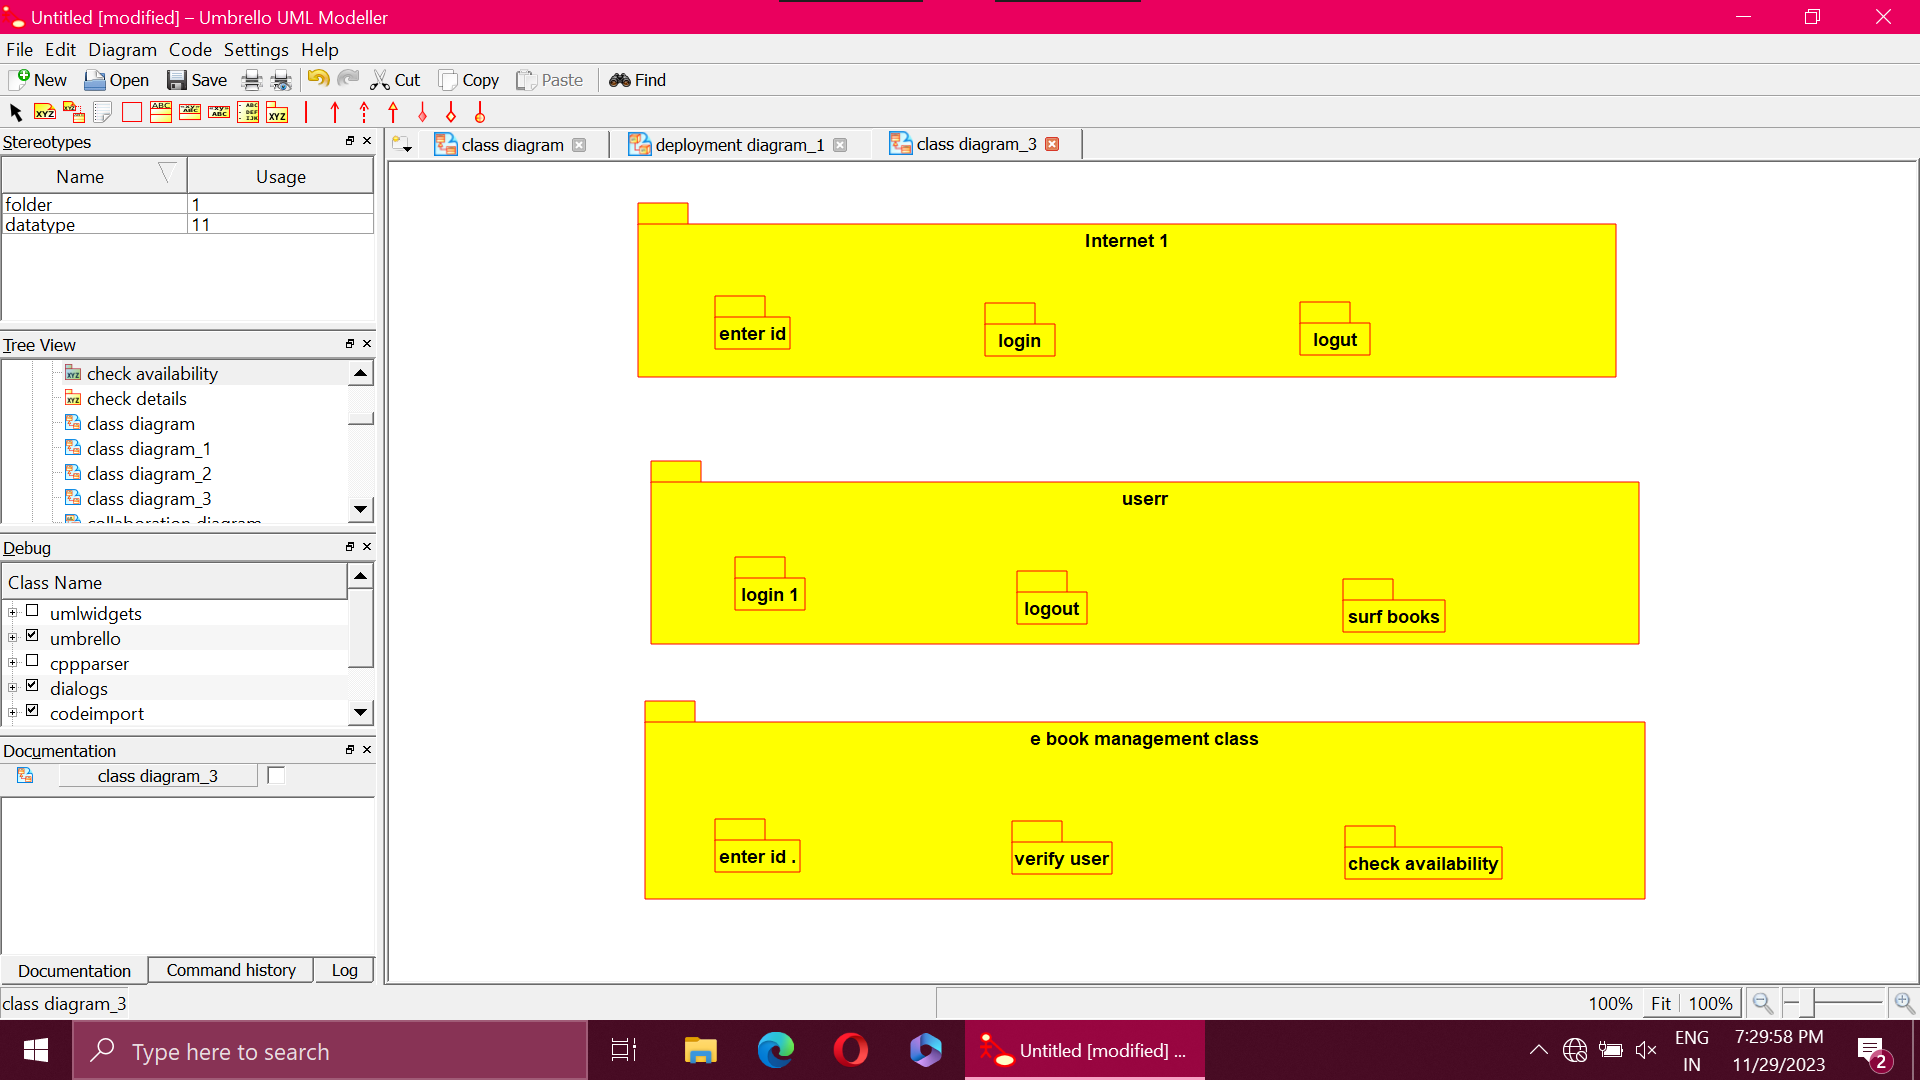 Untitled [modified] – Umbrello UML Modeller
File Edit Diagram Code Settings Help
New Open Save Cut Copy Paste Find
Stereotypes
class diagram deployment diagram_1 class diagram_3
Name Usage
folder 1
datatype 11
Tree View
check availability
check details
class diagram
class diagram_1
class diagram_2
class diagram_3
collaboration diagram
Debug
Class Name
umlwidgets
umbrello
cppparser
dialogs
codeimport
Documentation
class diagram_3
Documentation Command history Log
Internet 1
enter id login logut
userr
login 1 logout surf books
e book management class
enter id . verify user check availability
class diagram_3 100% Fit 100%
Type here to search
Untitled [modified] ...
ENG
IN
7:29:58 PM
11/29/2023
2